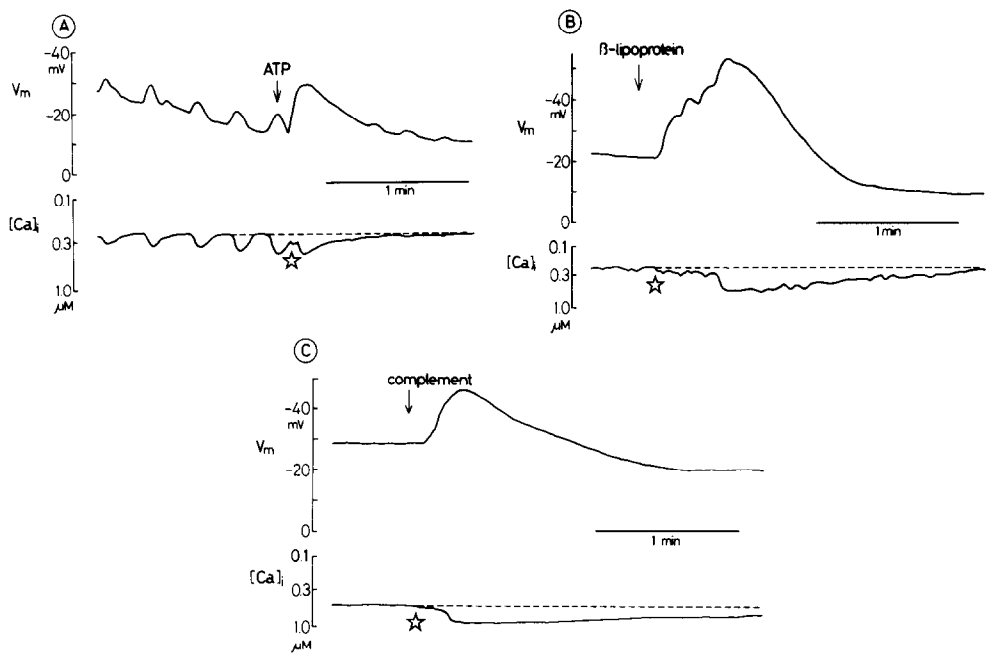 A
-40
mV
Vm
-20
0
ATP
1 min
0.1
[Ca]i
0.3
1.0
μM
B
ß-lipoprotein
-40
mV
Vm
-20
0
1 min
0.1
[Ca]i
0.3
1.0
μM
C
complement
-40
mV
Vm
-20
0
1 min
0.1
[Ca]i
0.3
1.0
μM